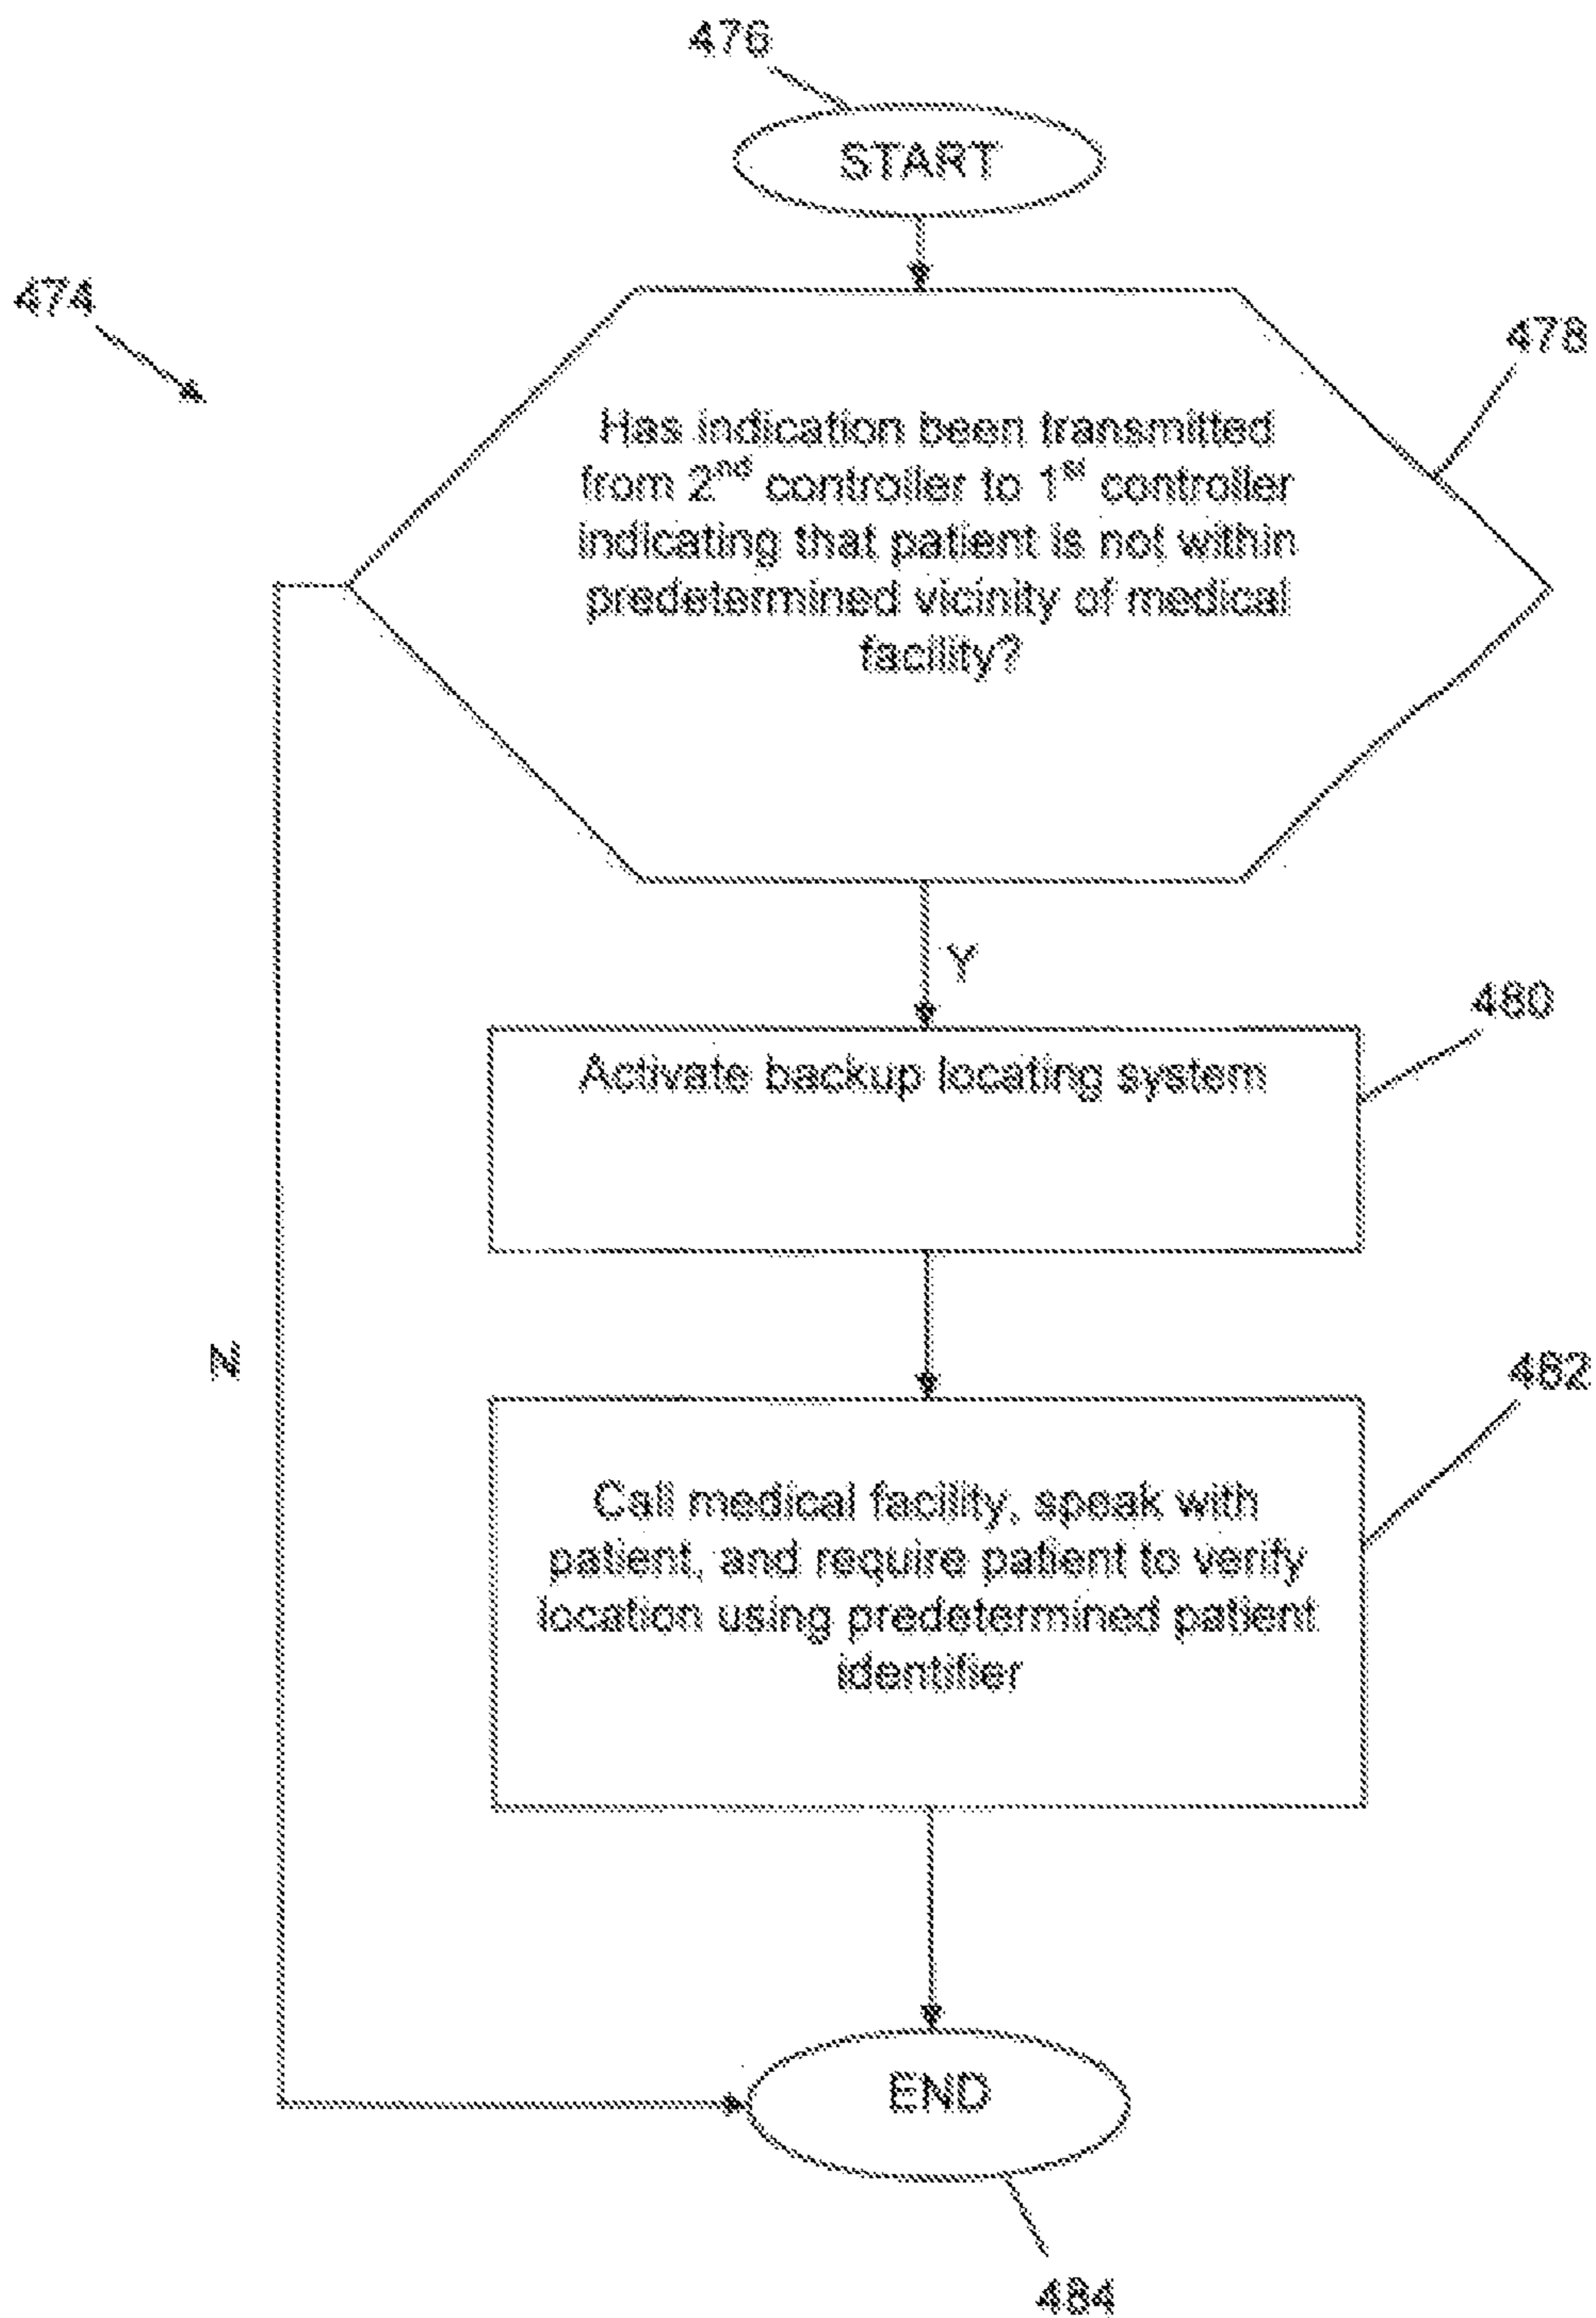 476
START
474
478
Has indication been transmitted
from 2nd controller to 1st controller
indicating that patient is not within
predetermined vicinity of medical
facility?
Y
480
Activate backup locating system
N
482
Call medical facility, speak with
patient, and require patient to verify
location using predetermined patient
identifier
END
484